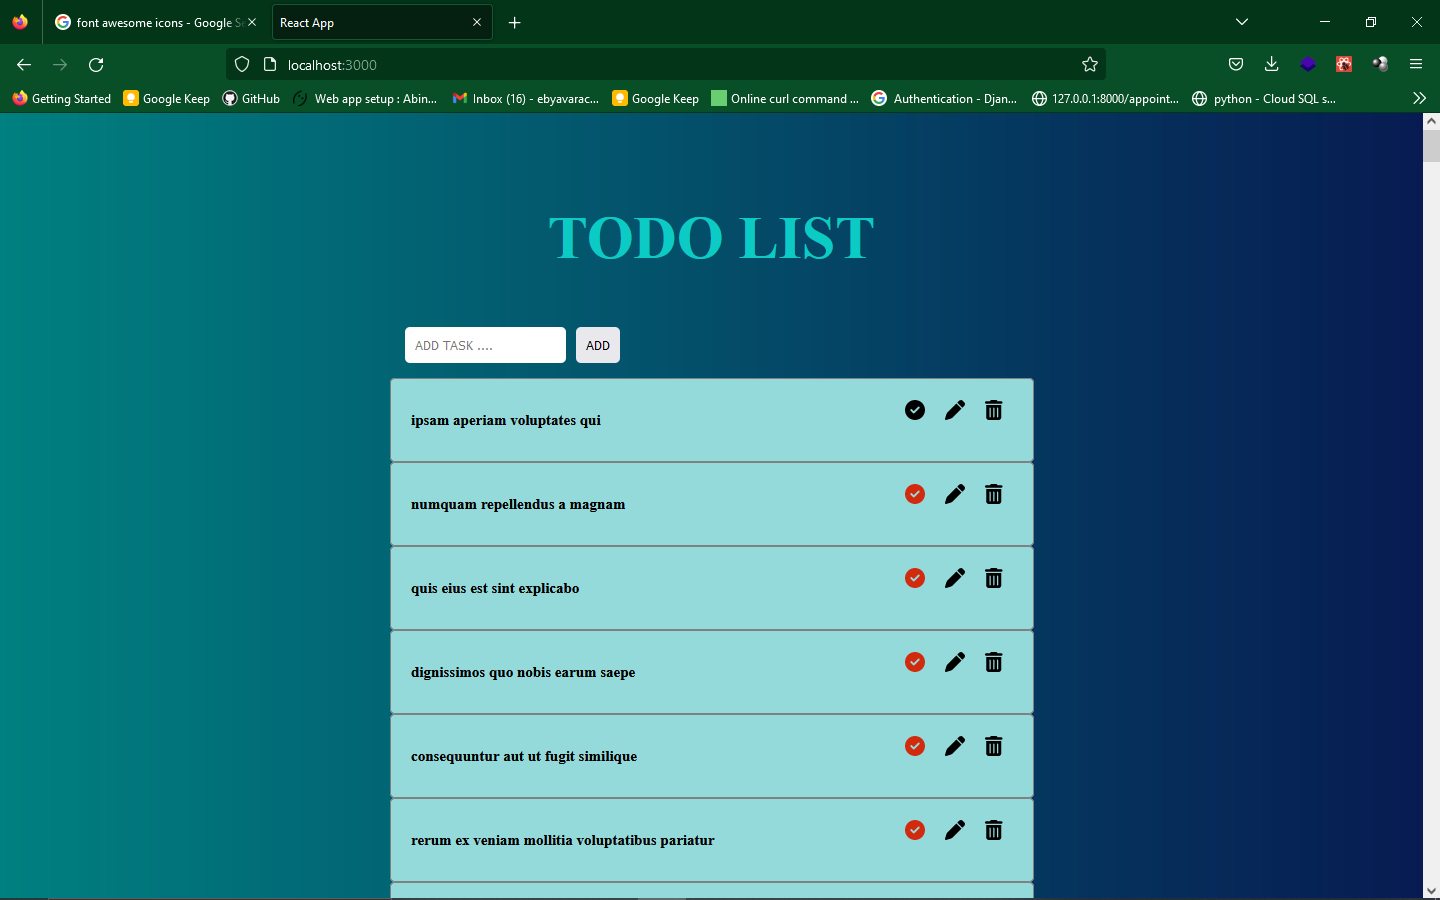 font awesome icons - Google Se
React App
localhost:3000
Getting Started
Google Keep
GitHub
Web app setup : Abin...
Inbox (16) - ebyavarac...
Google Keep
Online curl command ...
Authentication - Djan...
127.0.0.1:8000/appoint...
python - Cloud SQL s...
TODO LIST
ADD TASK ....
ADD
ipsam aperiam voluptates qui
numquam repellendus a magnam
quis eius est sint explicabo
dignissimos quo nobis earum saepe
consequuntur aut ut fugit similique
rerum ex veniam mollitia voluptatibus pariatur